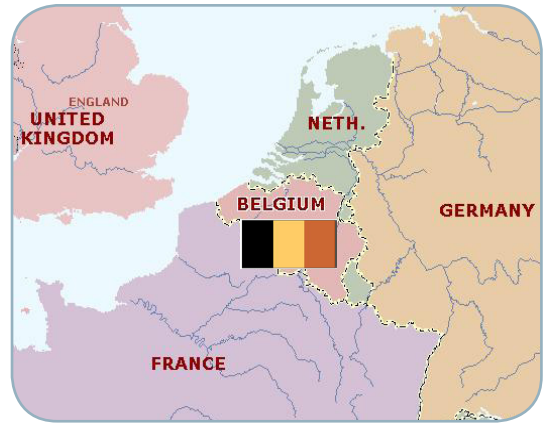 ENGLAND
UNITED
KINGDOM
NETH.
BELGIUM
GERMANY
FRANCE